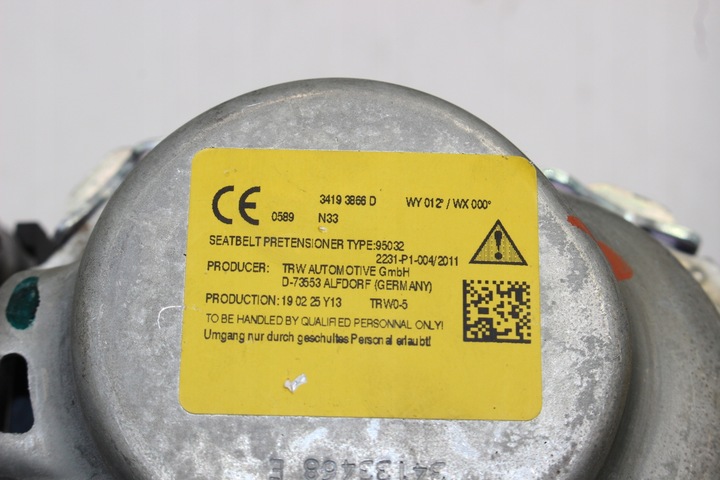 CE 3419 3866 D WY 012° / WX 000°
0589 N33
SEATBELT PRETENSIONER TYPE:95032
2231-P1-004/2011
PRODUCER: TRW AUTOMOTIVE GmbH
D-73553 ALFDORF (GERMANY)
PRODUCTION: 19 02 25 Y13 TRW0-5
TO BE HANDLED BY QUALIFIED PERSONNAL ONLY!
Umgang nur durch geschultes Personal erlaubt!
34133468 E